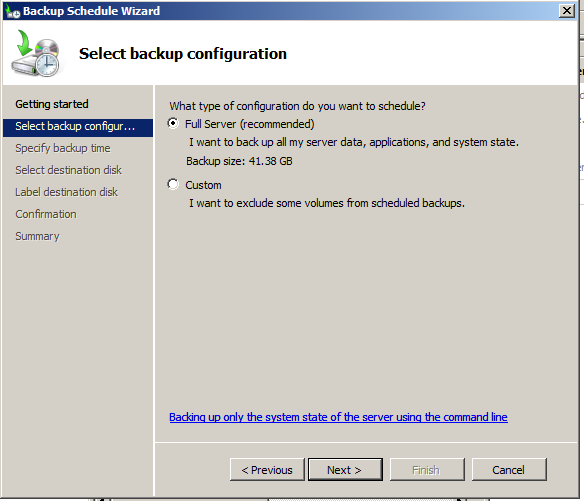 Backup Schedule Wizard
Select backup configuration
Getting started
Select backup configur...
Specify backup time
Select destination disk
Label destination disk
Confirmation
Summary
What type of configuration do you want to schedule?
Full Server (recommended)
I want to back up all my server data, applications, and system state.
Backup size: 41.38 GB
Custom
I want to exclude some volumes from scheduled backups.
Backing up only the system state of the server using the command line
< Previous
Next >
Finish
Cancel